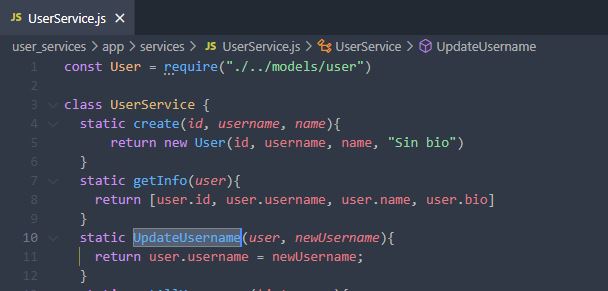 JS UserService.js ×
user_services > app > services > JS UserService.js > UserService > UpdateUsername
1 const User = require("./../models/user")
2
3 class UserService {
4 static create(id, username, name){
5 return new User(id, username, name, "Sin bio")
6 }
7 static getInfo(user){
8 return [user.id, user.username, user.name, user.bio]
9 }
10 static UpdateUsername(user, newUsername){
11 return user.username = newUsername;
12 }